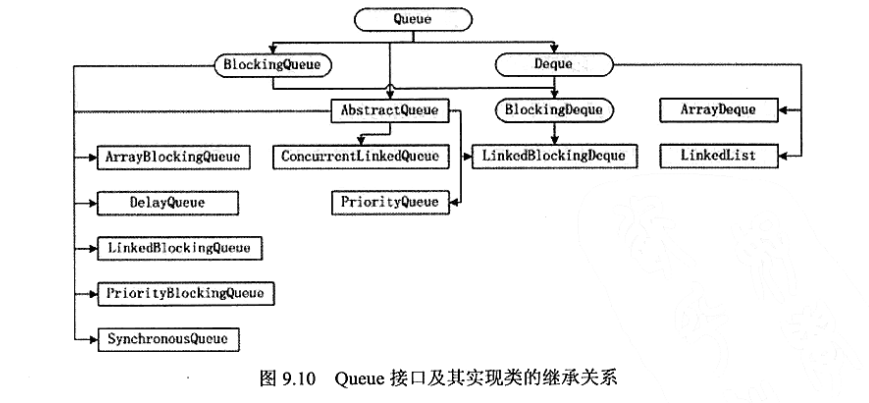 Queue
BlockingQueue
Deque
AbstractQueue
BlockingDeque
ArrayDeque
ArrayBlockingQueue
ConcurrentLinkedQueue
LinkedBlockingDeque
LinkedList
DelayQueue
PriorityQueue
LinkedBlockingQueue
PriorityBlockingQueue
SynchronousQueue
图 9.10 Queue 接口及其实现类的继承关系